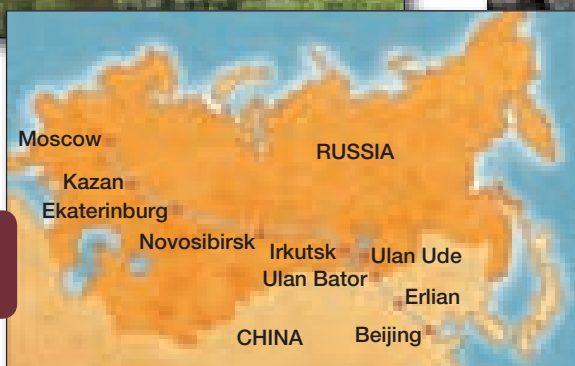 Moscow
RUSSIA
Kazan
Ekaterinburg
Novosibirsk
Irkutsk
Ulan Ude
Ulan Bator
Erlian
CHINA
Beijing